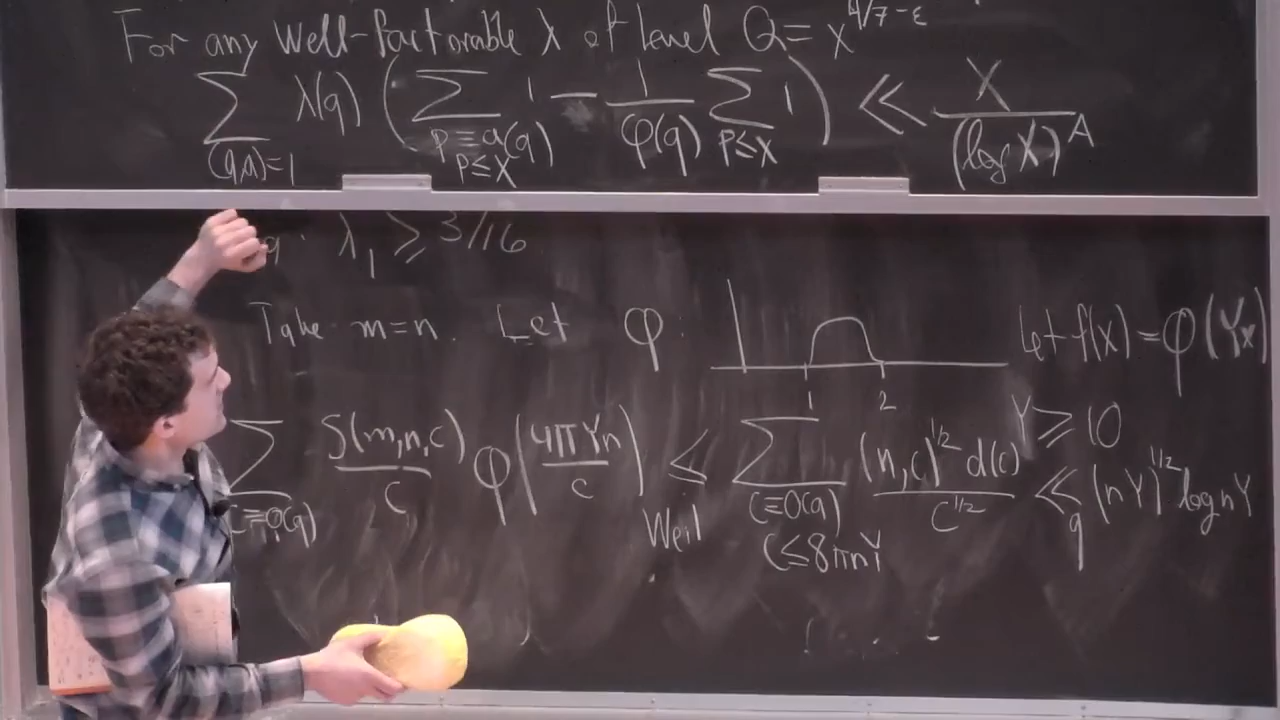 For any well-factorable λ of level Q = x^{4/7-ε}
∑_{(q,a)=1} λ(q) ( ∑_{p≡a(q), p≤x} 1 − 1/φ(q) ∑_{p≤x} 1 ) ≪ x/(log x)^A
λ_1 ≥ 3/16
Take m=n. Let φ: 1 2 let f(x) = φ(Yx)
Y ≥ 10
∑_{c≡0(q)} S(m,n,c)/c φ(4πYn/c) ≤_{Weil} ∑_{c≡0(q), c≤8πnY} (n,c)^{1/2} d(c)/c^{1/2} ≪_q (nY)^{1/2} log nY